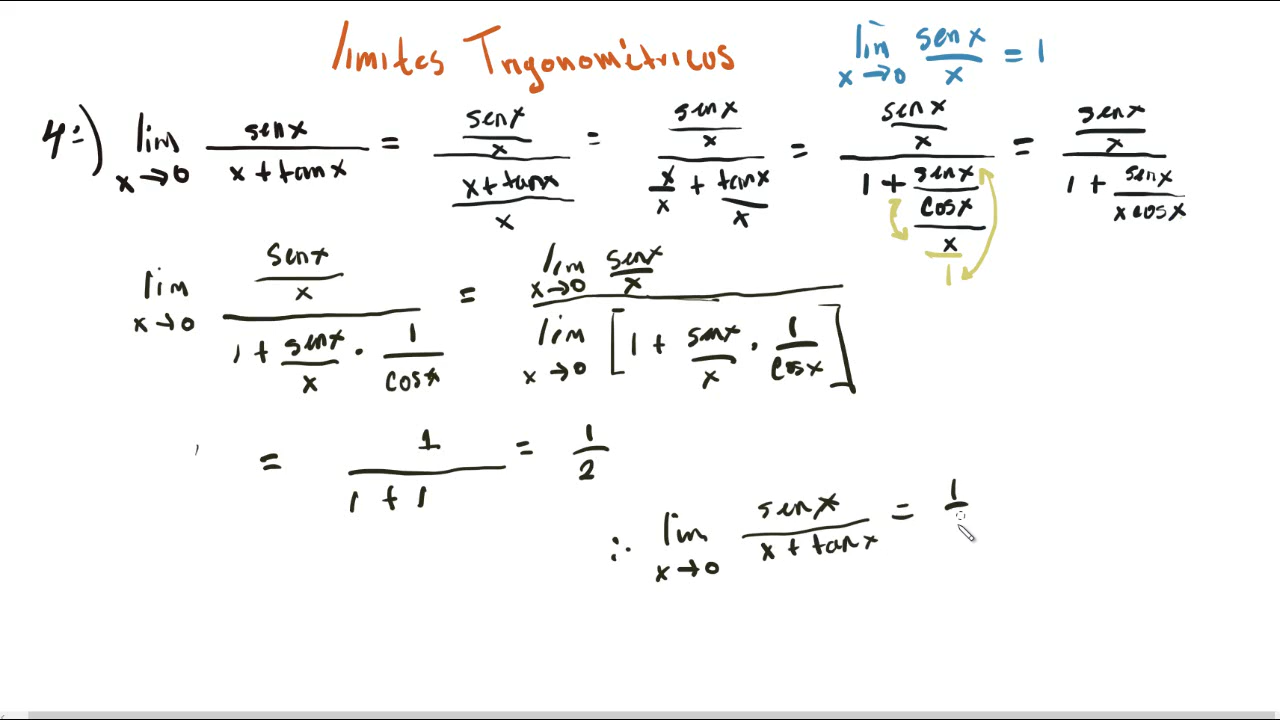 límites Trigonométricos
lim x→0 senx/x = 1
4:) lim x→0 senx/(x + tanx) = (senx/x)/((x + tanx)/x) = (senx/x)/(x/x + tanx/x) = (senx/x)/(1 + (senx/cosx)/(x/1)) = (senx/x)/(1 + senx/(x cosx))
lim x→0 (senx/x)/(1 + senx/x · 1/cosx) = (lim x→0 senx/x)/(lim x→0 [1 + senx/x · 1/cosx])
= 1/(1 + 1) = 1/2
∴ lim x→0 senx/(x + tanx) = 1/